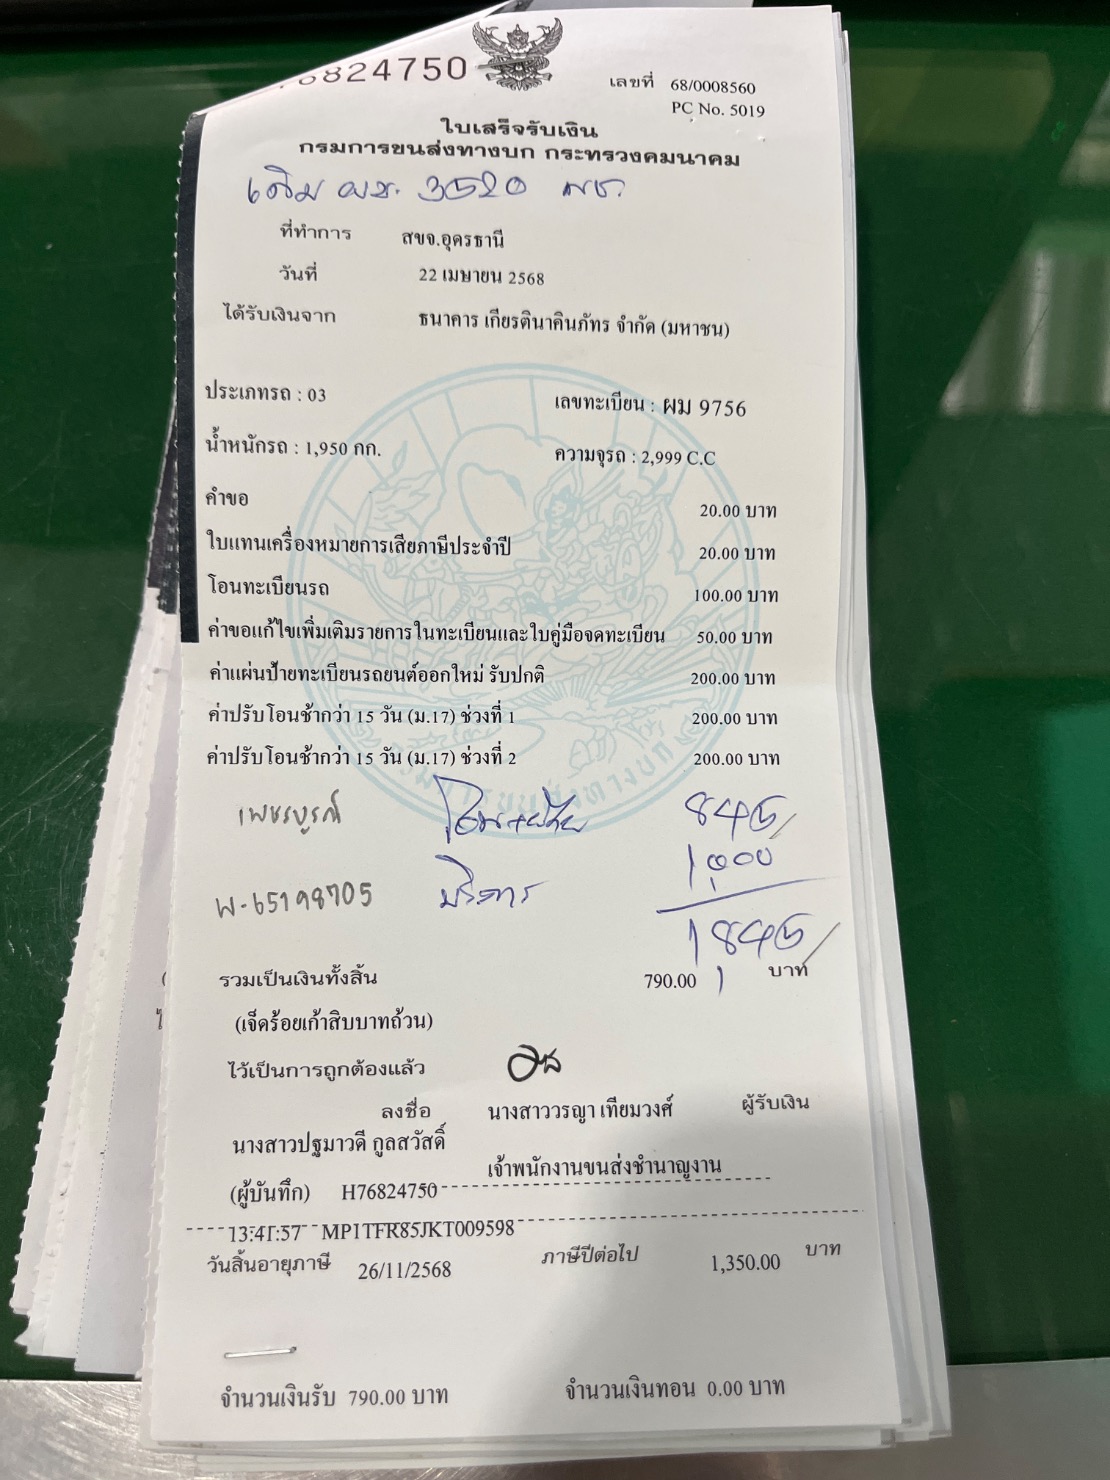 6824750
เลขที่ 68/0008560
PC No. 5019
ใบเสร็จรับเงิน
กรมการขนส่งทางบก กระทรวงคมนาคม
เดิม ผข. 3520 พช.
ที่ทำการ สขจ.อุดรธานี
วันที่ 22 เมษายน 2568
ได้รับเงินจาก ธนาคาร เกียรตินาคินภัทร จำกัด (มหาชน)
ประเภทรถ : 03 เลขทะเบียน : ผม 9756
น้ำหนักรถ : 1,950 กก. ความจุรถ : 2,999 C.C
คำขอ 20.00 บาท
ใบแทนเครื่องหมายการเสียภาษีประจำปี 20.00 บาท
โอนทะเบียนรถ 100.00 บาท
ค่าขอแก้ไขเพิ่มเติมรายการในทะเบียนและใบคู่มือจดทะเบียน 50.00 บาท
ค่าแผ่นป้ายทะเบียนรถยนต์ออกใหม่ รับปกติ 200.00 บาท
ค่าปรับโอนช้ากว่า 15 วัน (ม.17) ช่วงที่ 1 200.00 บาท
ค่าปรับโอนช้ากว่า 15 วัน (ม.17) ช่วงที่ 2 200.00 บาท
กรมการขนส่งทางบก
เพชรบูรณ์ 845/
1,000
พ-65198705 บริการ
1,845/
รวมเป็นเงินทั้งสิ้น 790.00 บาท
(เจ็ดร้อยเก้าสิบบาทถ้วน)
ไว้เป็นการถูกต้องแล้ว
ลงชื่อ นางสาววรญา เทียมวงศ์ ผู้รับเงิน
นางสาวปฐมาวดี กูลสวัสดิ์
เจ้าพนักงานขนส่งชำนาญงาน
(ผู้บันทึก) H76824750
13:41:57 MP1TFR85JKT009598
วันสิ้นอายุภาษี 26/11/2568 ภาษีปีต่อไป 1,350.00 บาท
จำนวนเงินรับ 790.00 บาท จำนวนเงินทอน 0.00 บาท